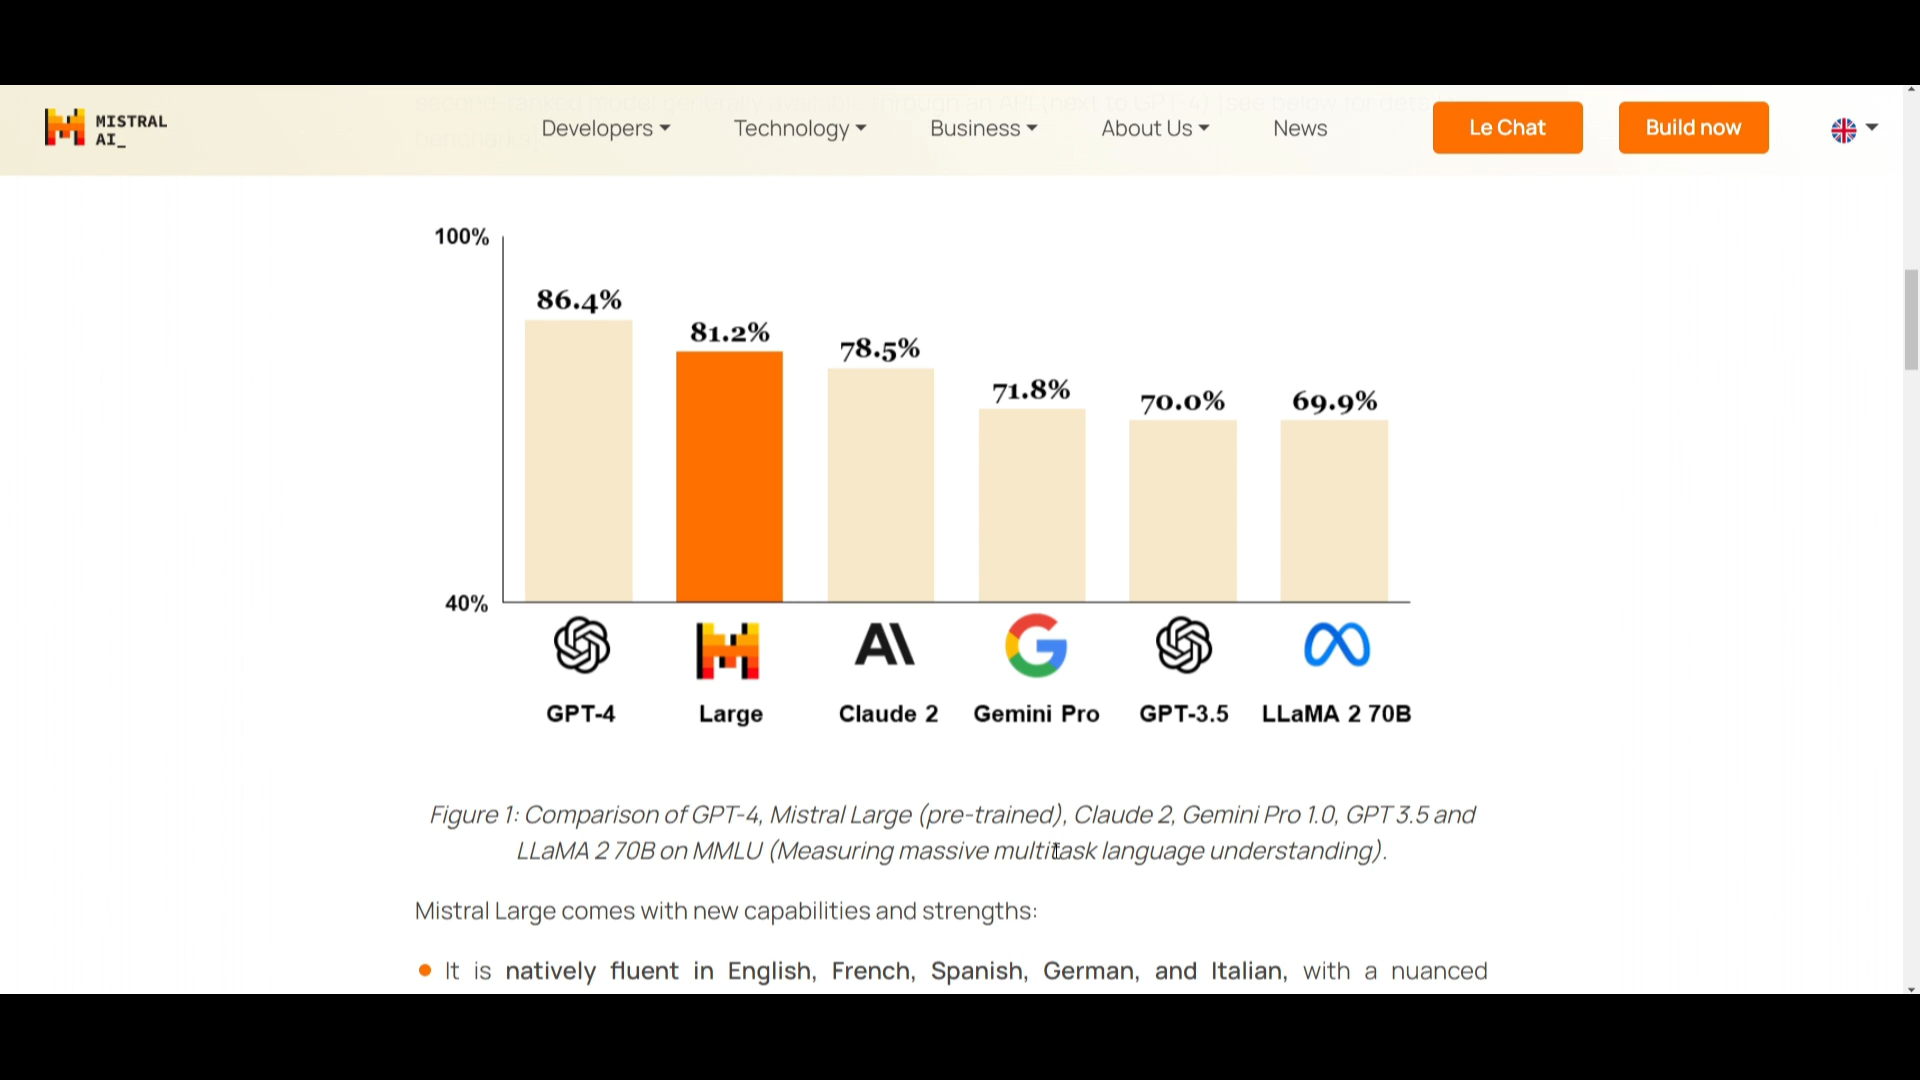 MISTRAL
AI_
Developers
Technology
Business
About Us
News
Le Chat
Build now
100%
86.4%
81.2%
78.5%
71.8%
70.0%
69.9%
40%
GPT-4
Large
Claude 2
Gemini Pro
GPT-3.5
LLaMA 2 70B
Figure 1: Comparison of GPT-4, Mistral Large (pre-trained), Claude 2, Gemini Pro 1.0, GPT 3.5 and
LLaMA 2 70B on MMLU (Measuring massive multitask language understanding).
Mistral Large comes with new capabilities and strengths:
It is natively fluent in English, French, Spanish, German, and Italian, with a nuanced